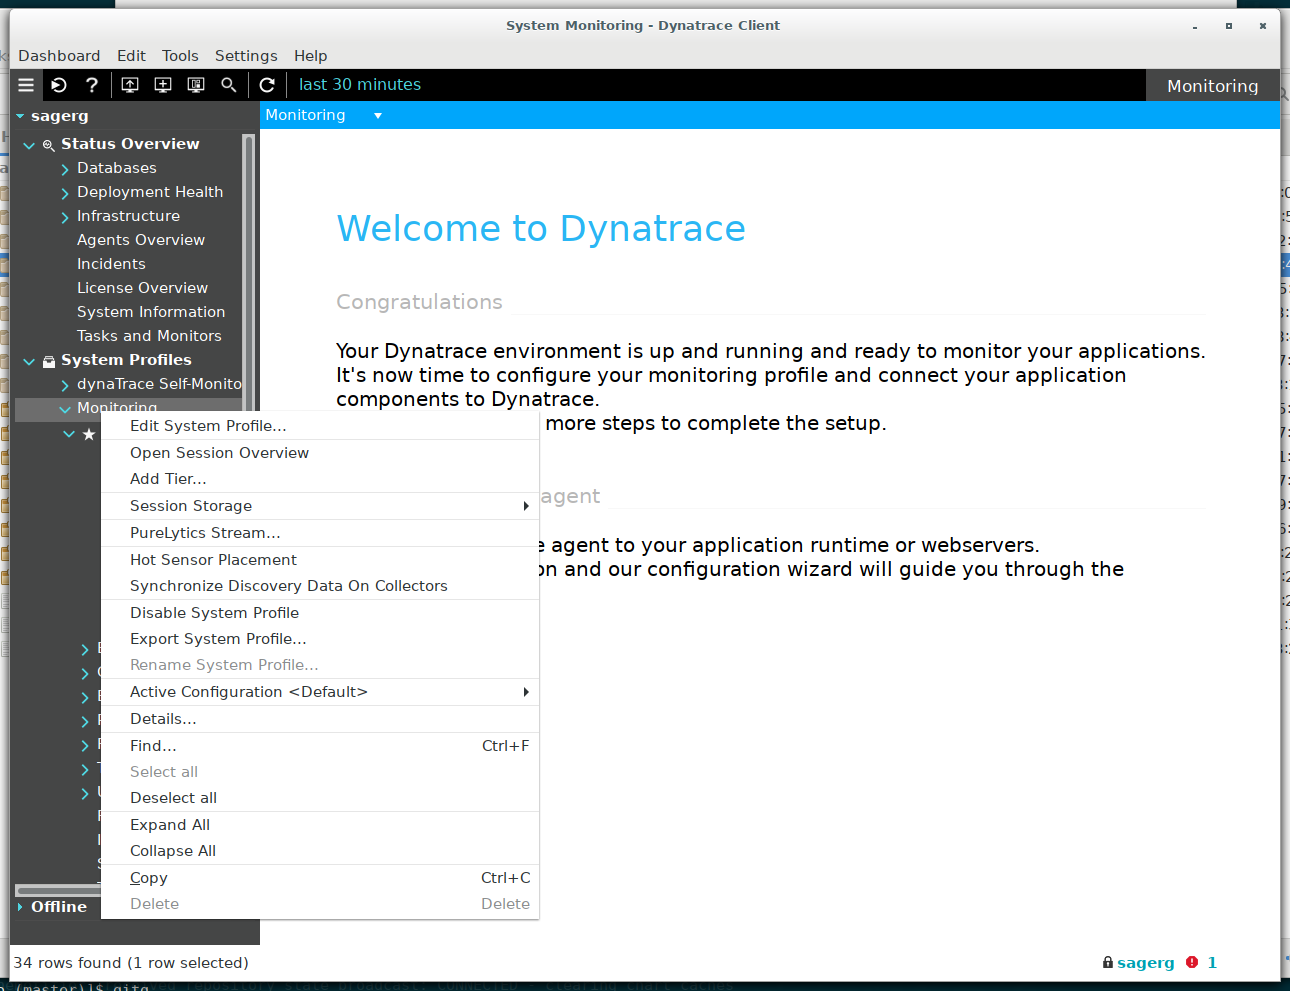 System Monitoring - Dynatrace Client
Dashboard Edit Tools Settings Help
last 30 minutes
Monitoring
sagerg
Monitoring
Status Overview
Databases
Deployment Health
Infrastructure
Agents Overview
Incidents
License Overview
System Information
Tasks and Monitors
System Profiles
dynaTrace Self-Monito
Monitoring
Welcome to Dynatrace
Congratulations
Your Dynatrace environment is up and running and ready to monitor your applications.
It's now time to configure your monitoring profile and connect your application
components to Dynatrace.
more steps to complete the setup.
agent
agent to your application runtime or webservers.
on and our configuration wizard will guide you through the
Edit System Profile...
Open Session Overview
Add Tier...
Session Storage
PureLytics Stream...
Hot Sensor Placement
Synchronize Discovery Data On Collectors
Disable System Profile
Export System Profile...
Rename System Profile...
Active Configuration <Default>
Details...
Find... Ctrl+F
Select all
Deselect all
Expand All
Collapse All
Copy Ctrl+C
Delete Delete
Offline
34 rows found (1 row selected)
sagerg 1
(master)]$ gitg